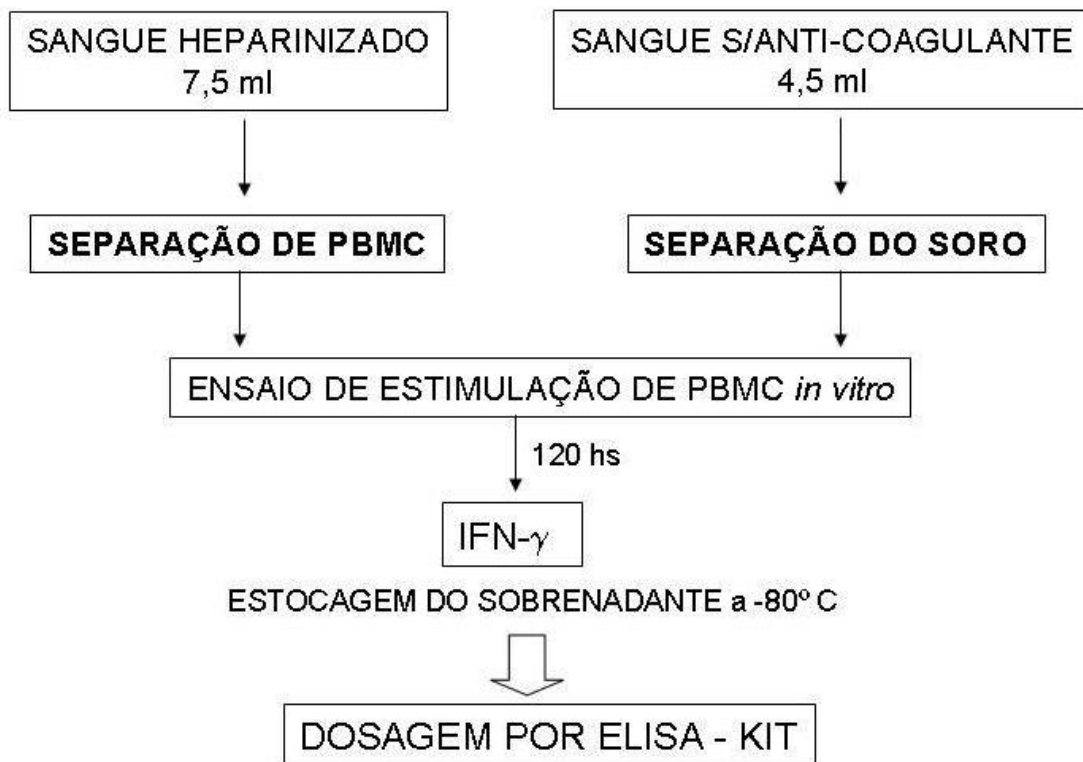 SANGUE HEPARINIZADO
7,5 ml
SANGUE S/ANTI-COAGULANTE
4,5 ml
SEPARAÇÃO DE PBMC
SEPARAÇÃO DO SORO
ENSAIO DE ESTIMULAÇÃO DE PBMC in vitro
120 hs
IFN-γ
ESTOCAGEM DO SOBRENADANTE a -80º C
DOSAGEM POR ELISA - KIT